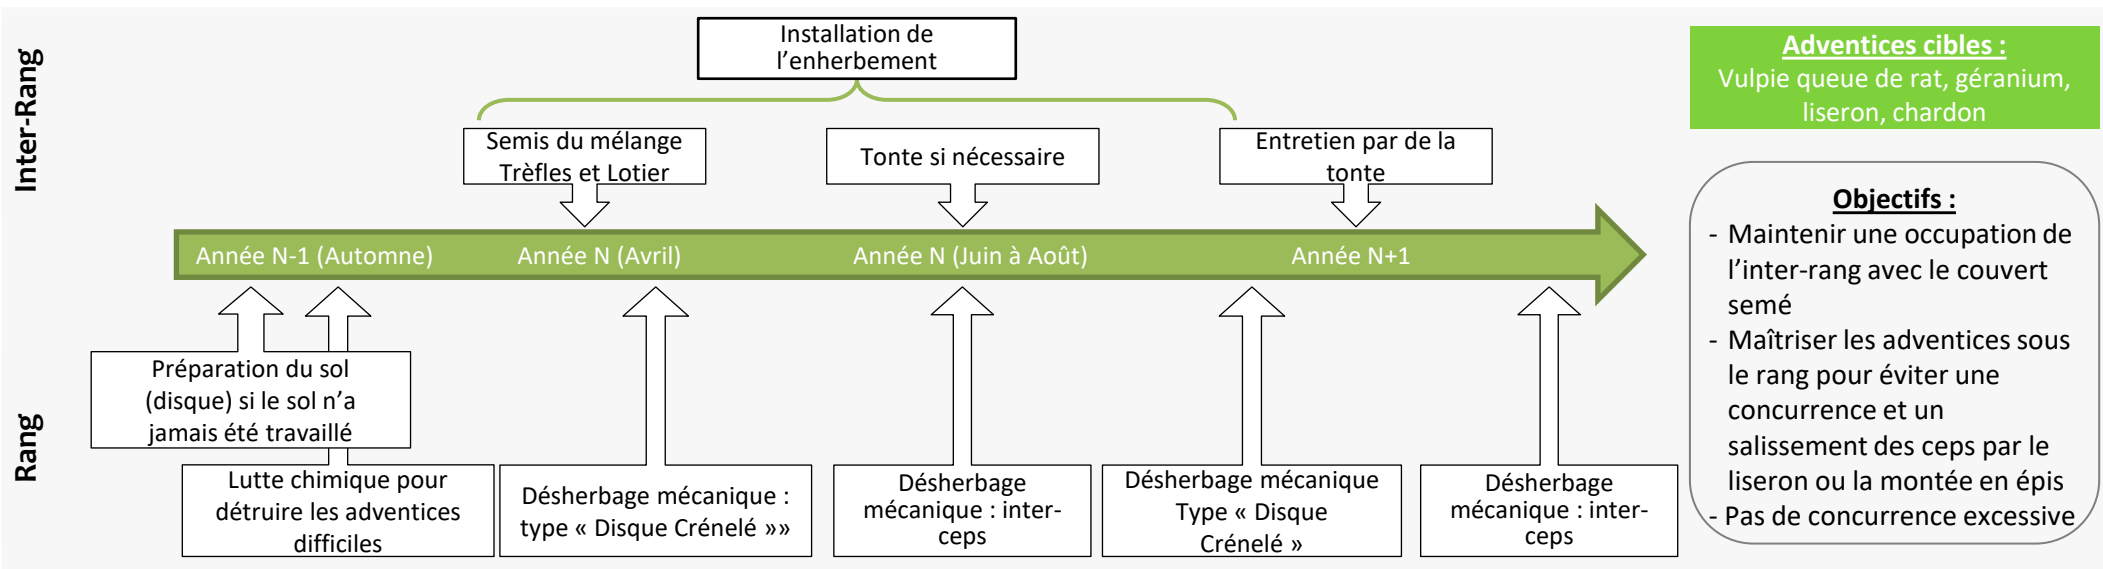 Inter-Rang
Rang
Installation de
l’enherbement
Semis du mélange
Trèfles et Lotier
Tonte si nécessaire
Entretien par de la
tonte
Année N-1 (Automne)
Année N (Avril)
Année N (Juin à Août)
Année N+1
Préparation du sol
(disque) si le sol n’a
jamais été travaillé
Lutte chimique pour
détruire les adventices
difficiles
Désherbage mécanique :
type « Disque Crénelé »»
Désherbage
mécanique : inter-
ceps
Désherbage mécanique
Type « Disque
Crénelé »
Désherbage
mécanique : inter-
ceps
Adventices cibles :
Vulpie queue de rat, géranium,
liseron, chardon
Objectifs :
- Maintenir une occupation de
l’inter-rang avec le couvert
semé
- Maîtriser les adventices sous
le rang pour éviter une
concurrence et un
salissement des ceps par le
liseron ou la montée en épis
- Pas de concurrence excessive